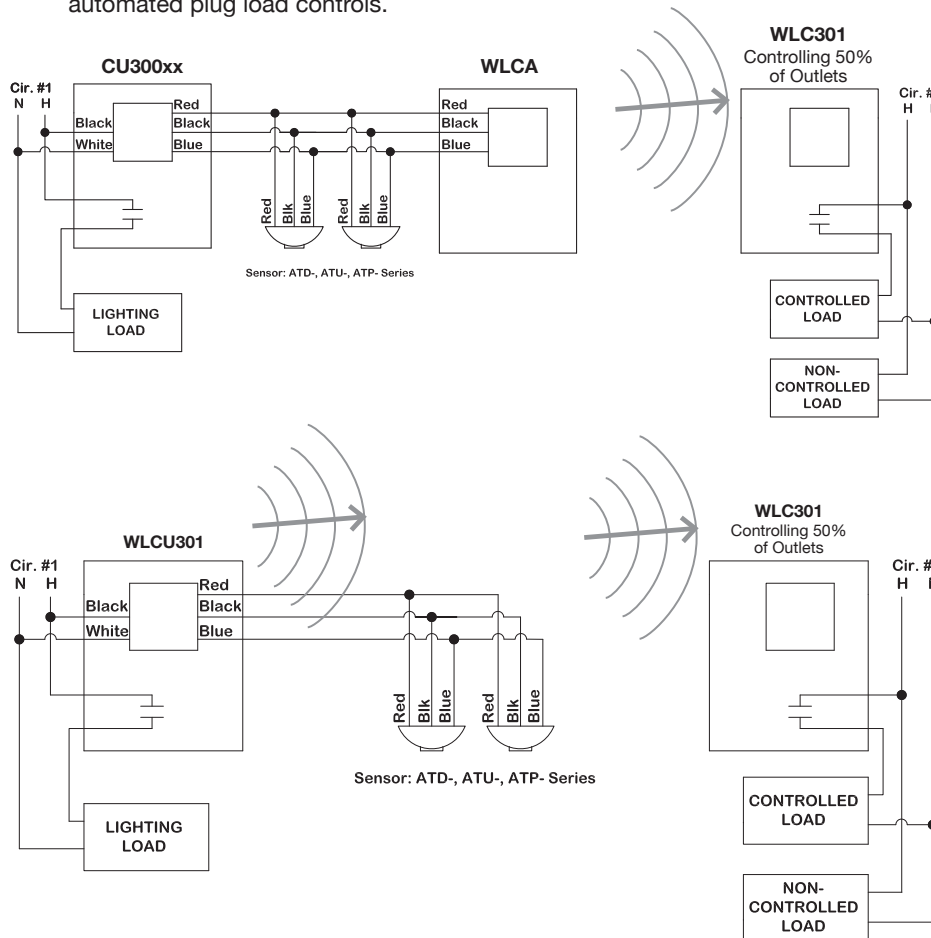 automated plug load controls.
CU300xx
WLCA
WLC301
Controlling 50%
of Outlets
Cir. #1
N H
Red
Black
White
Black
Blue
Red
Black
Blue
Cir. #
H
Red
Blk
Blue
Red
Blk
Blue
Sensor: ATD-, ATU-, ATP- Series
LIGHTING
LOAD
CONTROLLED
LOAD
NON-
CONTROLLED
LOAD
WLCU301
WLC301
Controlling 50%
of Outlets
Cir. #1
N H
Red
Black
White
Black
Blue
Cir. #
H
Red
Blk
Blue
Red
Blk
Blue
Sensor: ATD-, ATU-, ATP- Series
LIGHTING
LOAD
CONTROLLED
LOAD
NON-
CONTROLLED
LOAD